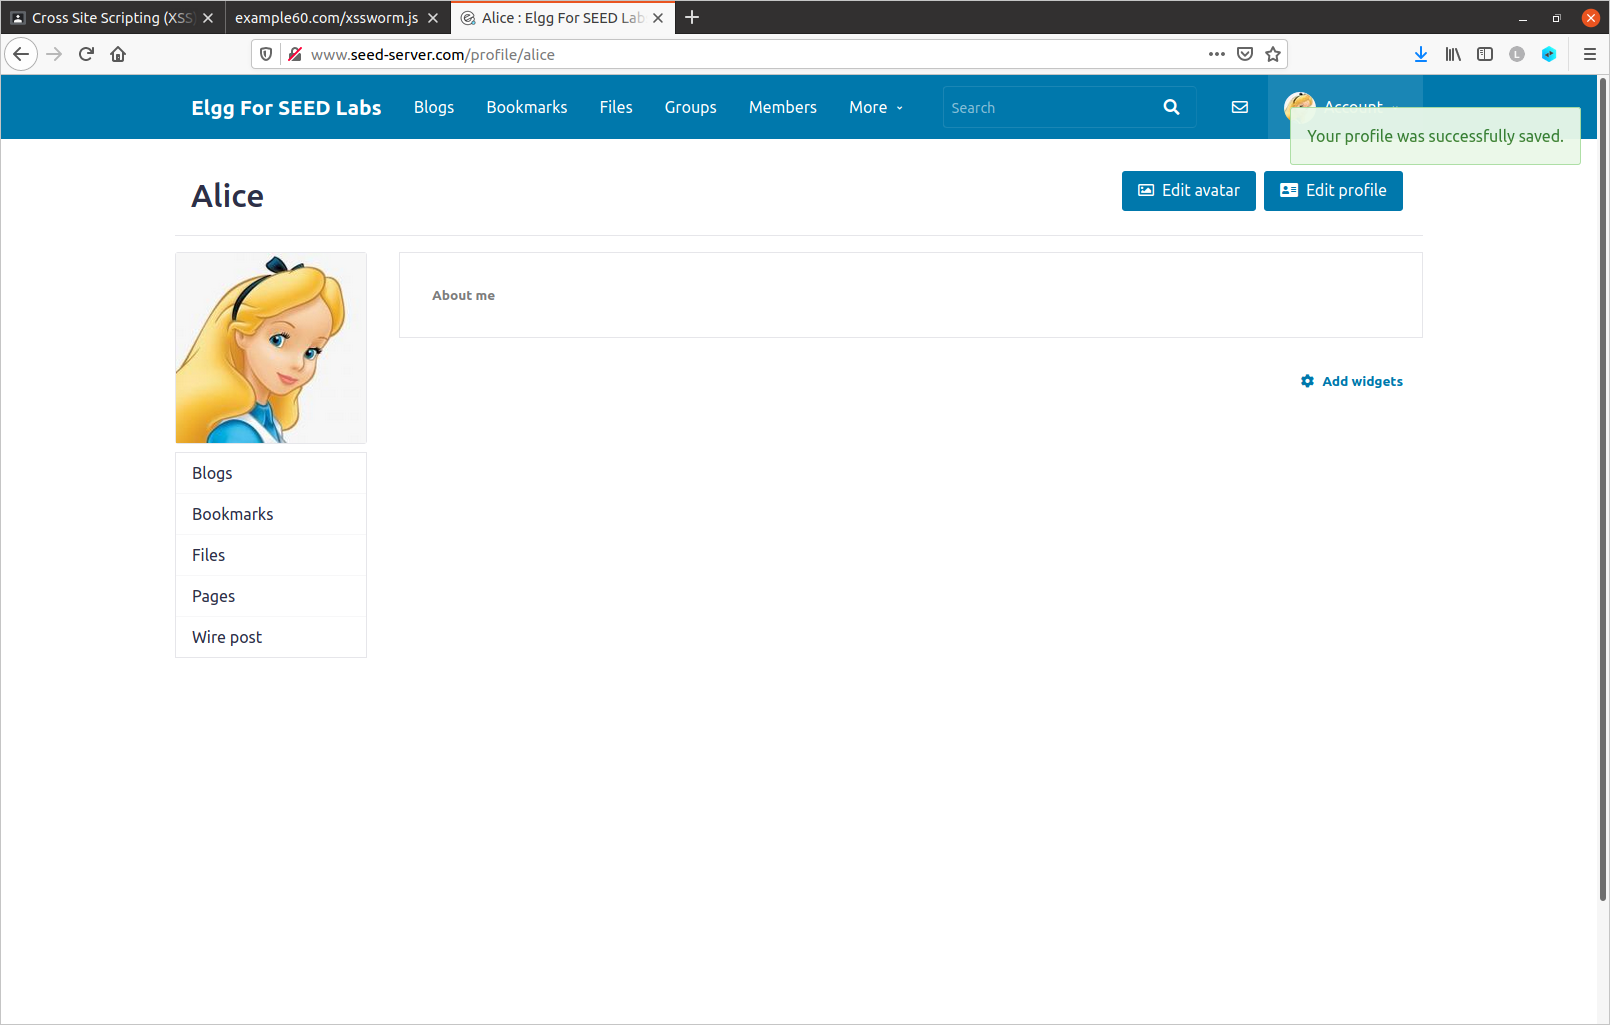 Cross Site Scripting (XSS)
example60.com/xssworm.js
Alice : Elgg For SEED Lab
www.seed-server.com/profile/alice
Elgg For SEED Labs
Blogs
Bookmarks
Files
Groups
Members
More
Search
Account
Your profile was successfully saved.
Alice
Edit avatar
Edit profile
About me
Add widgets
Blogs
Bookmarks
Files
Pages
Wire post